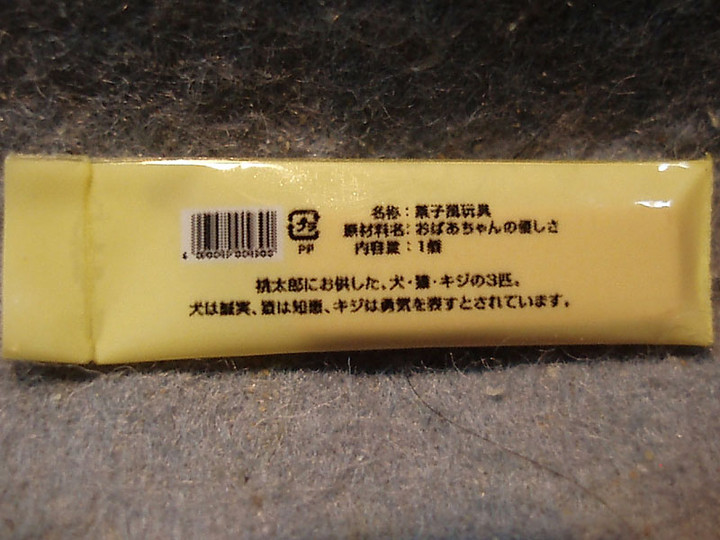 名称：菓子風玩具
原材料名：おばあちゃんの優しさ
内容量：1個
プラ
PP
桃太郎にお供した、犬・猿・キジの3匹。
犬は誠実、猿は知恵、キジは勇気を表すとされています。